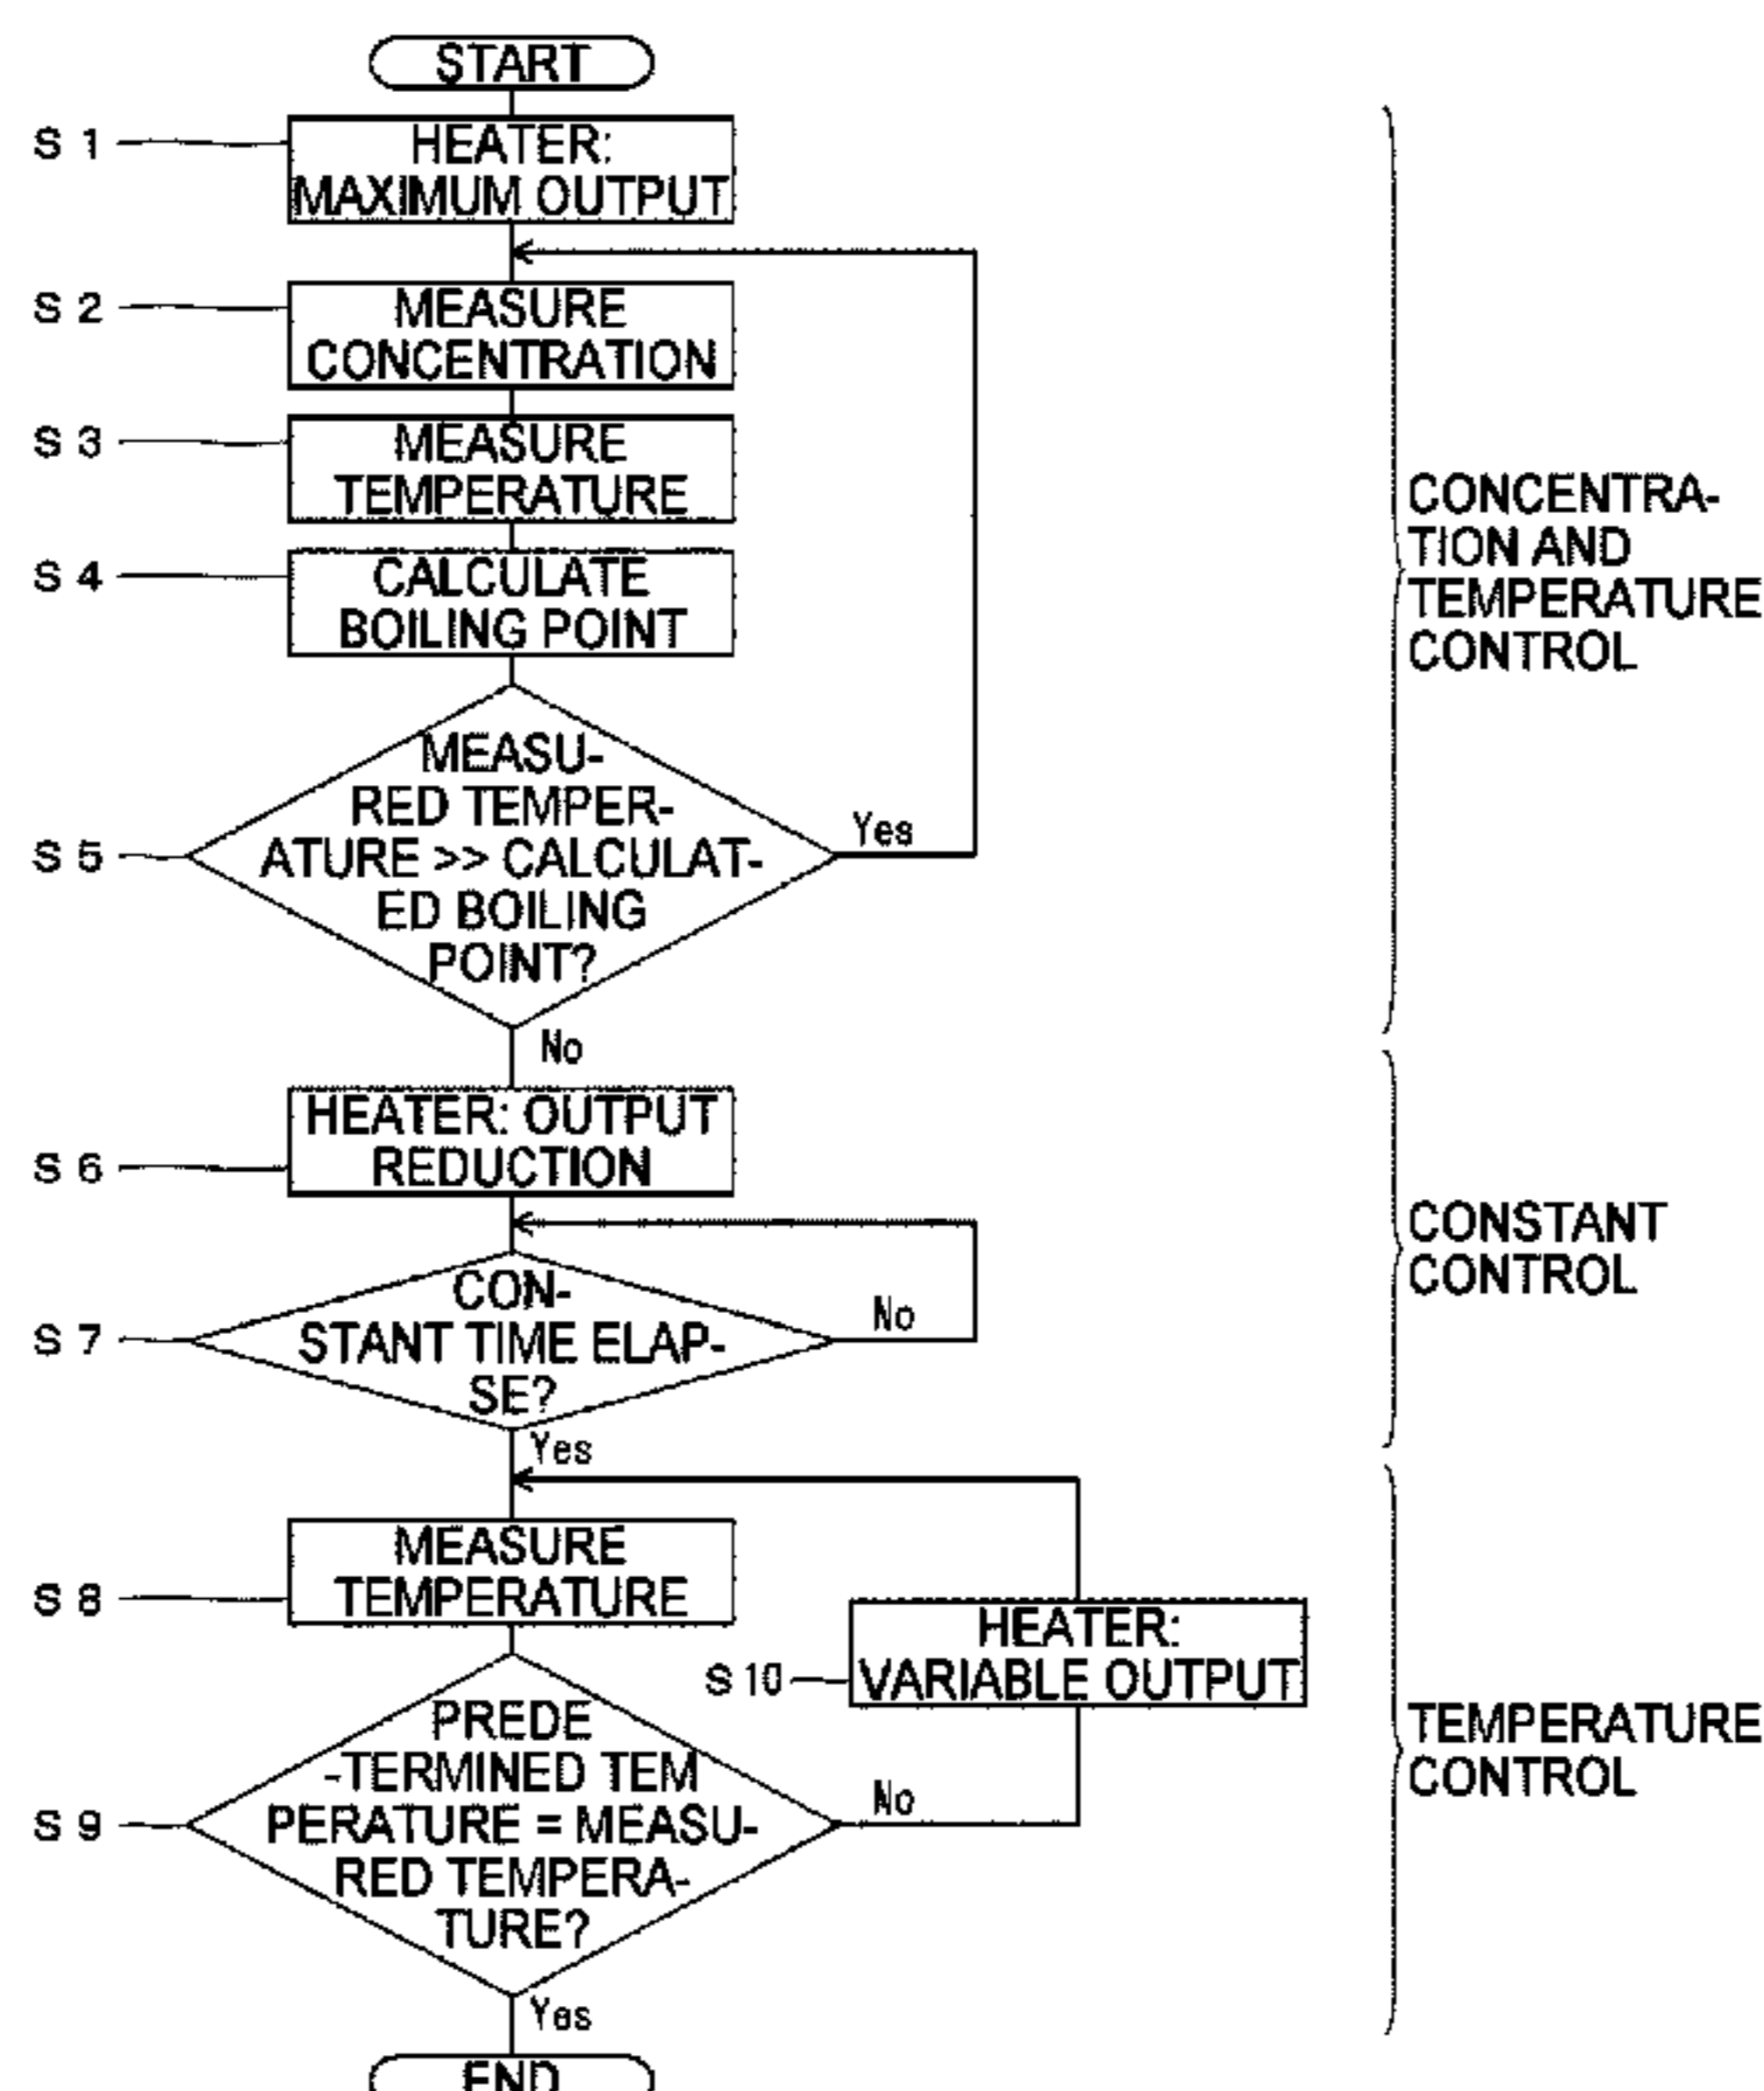 START
S 1
HEATER:
MAXIMUM OUTPUT
S 2
MEASURE
CONCENTRATION
S 3
MEASURE
TEMPERATURE
S 4
CALCULATE
BOILING POINT
CONCENTRA-
TION AND
TEMPERATURE
CONTROL
S 5
MEASU-
RED TEMPER-
ATURE >> CALCULAT-
ED BOILING
POINT?
Yes
No
S 6
HEATER: OUTPUT
REDUCTION
CONSTANT
CONTROL
S 7
CON-
STANT TIME ELAP-
SE?
No
Yes
S 8
MEASURE
TEMPERATURE
S 10
HEATER:
VARIABLE OUTPUT
TEMPERATURE
CONTROL
S 9
PREDE
-TERMINED TEM
PERATURE = MEASU-
RED TEMPERA-
TURE?
No
Yes
END